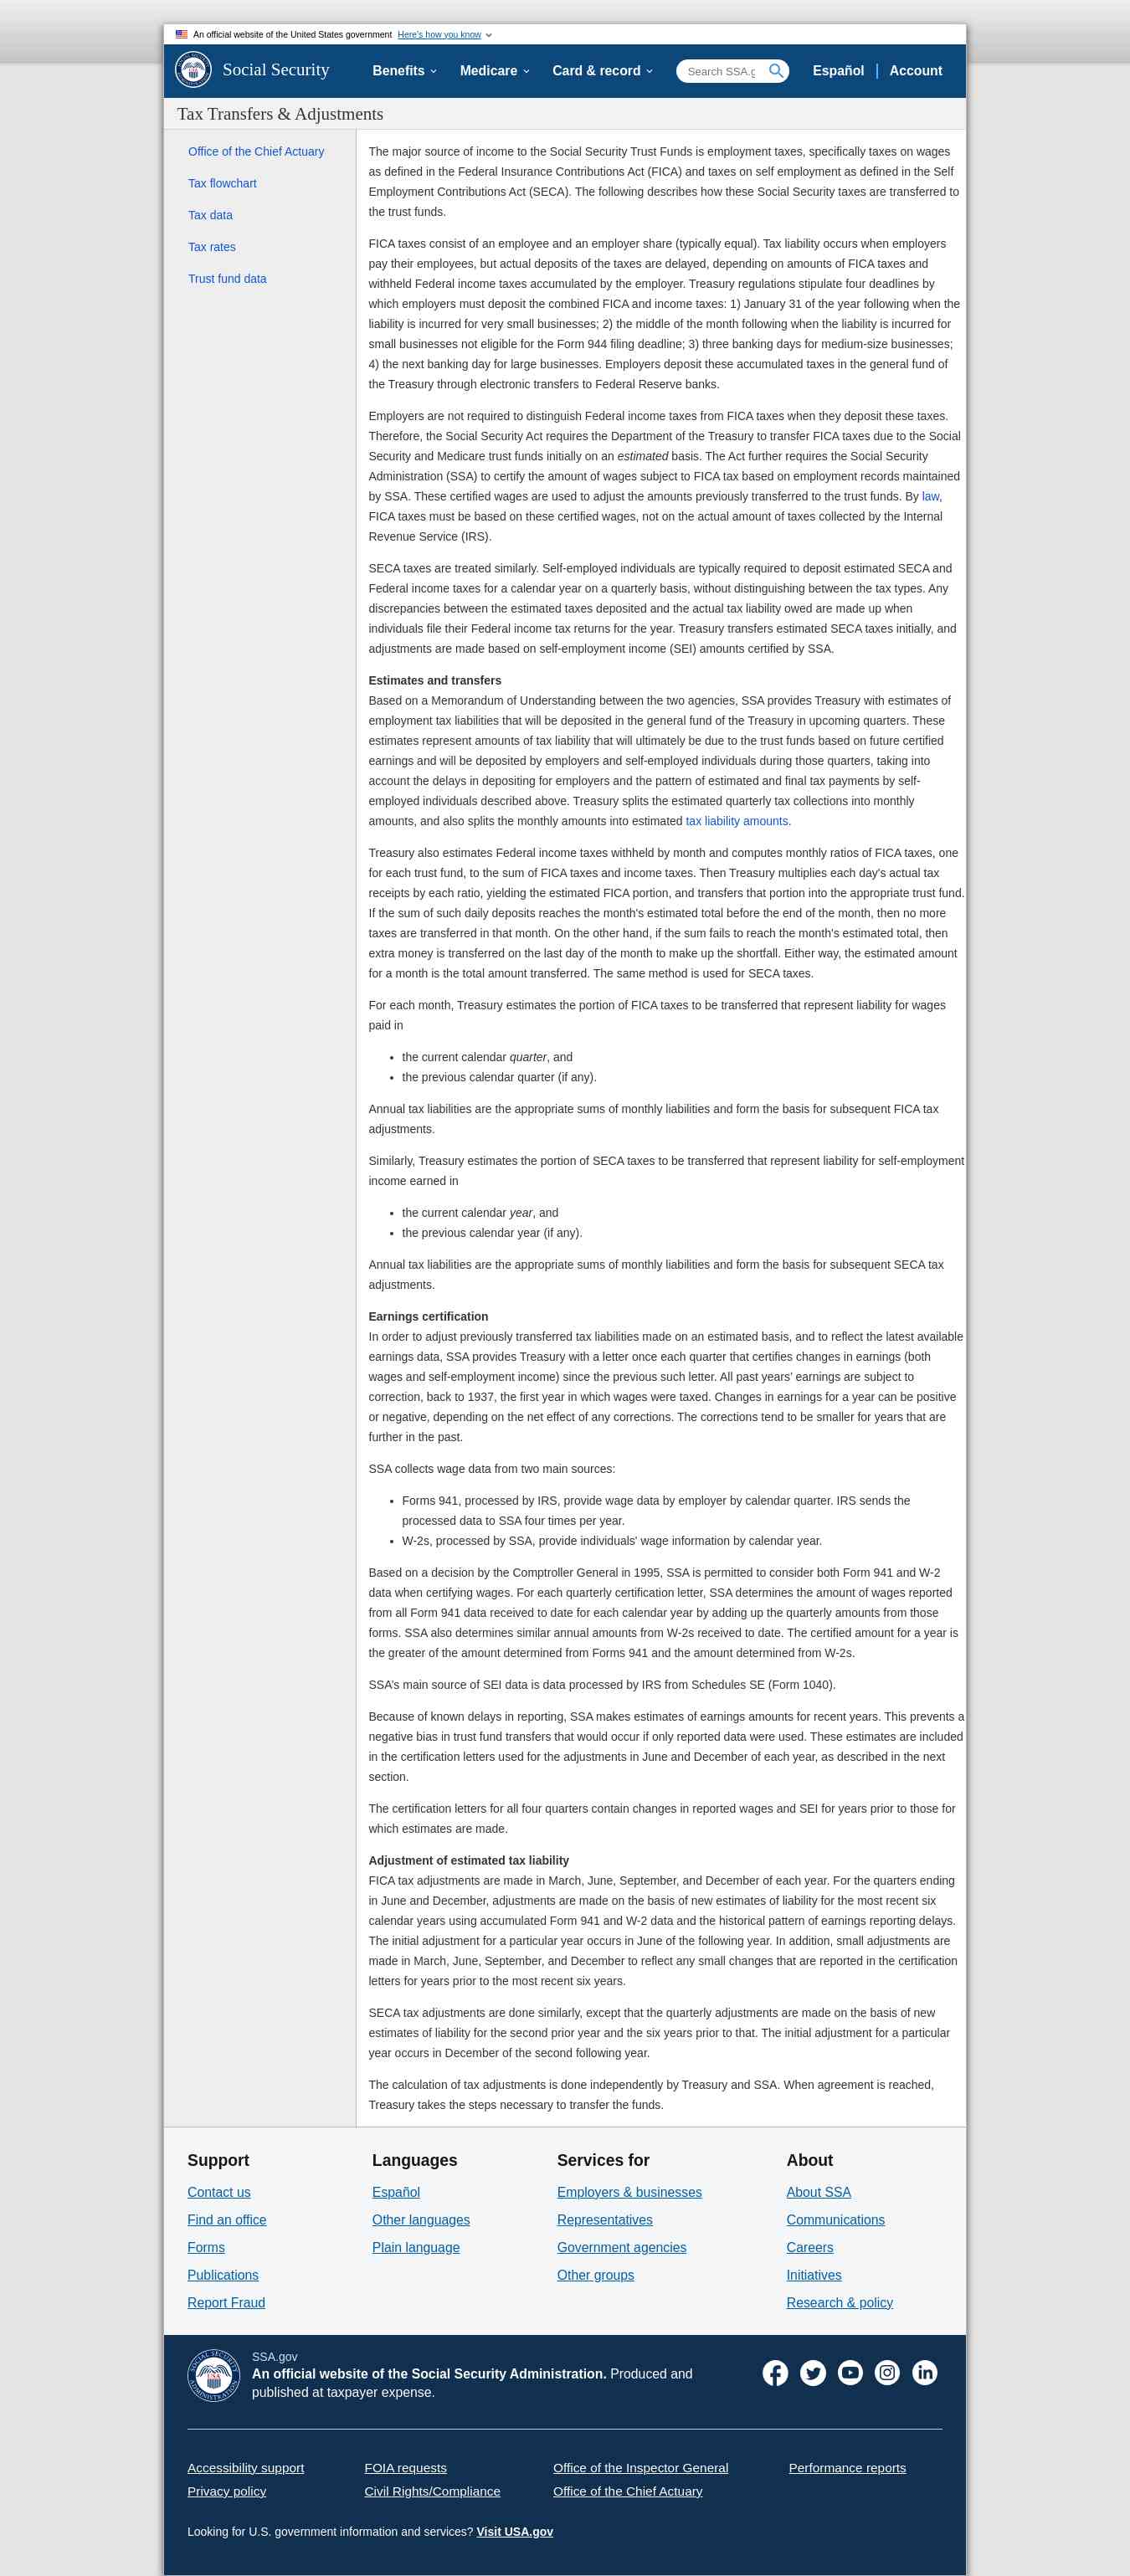 An official website of the United States government Here's how you know
Social Security
Benefits
Medicare
Card & record
Search SSA.g
Español
Account
Tax Transfers & Adjustments
Office of the Chief Actuary
Tax flowchart
Tax data
Tax rates
Trust fund data
The major source of income to the Social Security Trust Funds is employment taxes, specifically taxes on wages
as defined in the Federal Insurance Contributions Act (FICA) and taxes on self employment as defined in the Self
Employment Contributions Act (SECA). The following describes how these Social Security taxes are transferred to
the trust funds.
FICA taxes consist of an employee and an employer share (typically equal). Tax liability occurs when employers
pay their employees, but actual deposits of the taxes are delayed, depending on amounts of FICA taxes and
withheld Federal income taxes accumulated by the employer. Treasury regulations stipulate four deadlines by
which employers must deposit the combined FICA and income taxes: 1) January 31 of the year following when the
liability is incurred for very small businesses; 2) the middle of the month following when the liability is incurred for
small businesses not eligible for the Form 944 filing deadline; 3) three banking days for medium-size businesses;
4) the next banking day for large businesses. Employers deposit these accumulated taxes in the general fund of
the Treasury through electronic transfers to Federal Reserve banks.
Employers are not required to distinguish Federal income taxes from FICA taxes when they deposit these taxes.
Therefore, the Social Security Act requires the Department of the Treasury to transfer FICA taxes due to the Social
Security and Medicare trust funds initially on an estimated basis. The Act further requires the Social Security
Administration (SSA) to certify the amount of wages subject to FICA tax based on employment records maintained
by SSA. These certified wages are used to adjust the amounts previously transferred to the trust funds. By law,
FICA taxes must be based on these certified wages, not on the actual amount of taxes collected by the Internal
Revenue Service (IRS).
SECA taxes are treated similarly. Self-employed individuals are typically required to deposit estimated SECA and
Federal income taxes for a calendar year on a quarterly basis, without distinguishing between the tax types. Any
discrepancies between the estimated taxes deposited and the actual tax liability owed are made up when
individuals file their Federal income tax returns for the year. Treasury transfers estimated SECA taxes initially, and
adjustments are made based on self-employment income (SEI) amounts certified by SSA.
Estimates and transfers
Based on a Memorandum of Understanding between the two agencies, SSA provides Treasury with estimates of
employment tax liabilities that will be deposited in the general fund of the Treasury in upcoming quarters. These
estimates represent amounts of tax liability that will ultimately be due to the trust funds based on future certified
earnings and will be deposited by employers and self-employed individuals during those quarters, taking into
account the delays in depositing for employers and the pattern of estimated and final tax payments by self-
employed individuals described above. Treasury splits the estimated quarterly tax collections into monthly
amounts, and also splits the monthly amounts into estimated tax liability amounts.
Treasury also estimates Federal income taxes withheld by month and computes monthly ratios of FICA taxes, one
for each trust fund, to the sum of FICA taxes and income taxes. Then Treasury multiplies each day's actual tax
receipts by each ratio, yielding the estimated FICA portion, and transfers that portion into the appropriate trust fund.
If the sum of such daily deposits reaches the month's estimated total before the end of the month, then no more
taxes are transferred in that month. On the other hand, if the sum fails to reach the month's estimated total, then
extra money is transferred on the last day of the month to make up the shortfall. Either way, the estimated amount
for a month is the total amount transferred. The same method is used for SECA taxes.
For each month, Treasury estimates the portion of FICA taxes to be transferred that represent liability for wages
paid in
• the current calendar quarter, and
• the previous calendar quarter (if any).
Annual tax liabilities are the appropriate sums of monthly liabilities and form the basis for subsequent FICA tax
adjustments.
Similarly, Treasury estimates the portion of SECA taxes to be transferred that represent liability for self-employment
income earned in
• the current calendar year, and
• the previous calendar year (if any).
Annual tax liabilities are the appropriate sums of monthly liabilities and form the basis for subsequent SECA tax
adjustments.
Earnings certification
In order to adjust previously transferred tax liabilities made on an estimated basis, and to reflect the latest available
earnings data, SSA provides Treasury with a letter once each quarter that certifies changes in earnings (both
wages and self-employment income) since the previous such letter. All past years' earnings are subject to
correction, back to 1937, the first year in which wages were taxed. Changes in earnings for a year can be positive
or negative, depending on the net effect of any corrections. The corrections tend to be smaller for years that are
further in the past.
SSA collects wage data from two main sources:
• Forms 941, processed by IRS, provide wage data by employer by calendar quarter. IRS sends the
processed data to SSA four times per year.
• W-2s, processed by SSA, provide individuals' wage information by calendar year.
Based on a decision by the Comptroller General in 1995, SSA is permitted to consider both Form 941 and W-2
data when certifying wages. For each quarterly certification letter, SSA determines the amount of wages reported
from all Form 941 data received to date for each calendar year by adding up the quarterly amounts from those
forms. SSA also determines similar annual amounts from W-2s received to date. The certified amount for a year is
the greater of the amount determined from Forms 941 and the amount determined from W-2s.
SSA's main source of SEI data is data processed by IRS from Schedules SE (Form 1040).
Because of known delays in reporting, SSA makes estimates of earnings amounts for recent years. This prevents a
negative bias in trust fund transfers that would occur if only reported data were used. These estimates are included
in the certification letters used for the adjustments in June and December of each year, as described in the next
section.
The certification letters for all four quarters contain changes in reported wages and SEI for years prior to those for
which estimates are made.
Adjustment of estimated tax liability
FICA tax adjustments are made in March, June, September, and December of each year. For the quarters ending
in June and December, adjustments are made on the basis of new estimates of liability for the most recent six
calendar years using accumulated Form 941 and W-2 data and the historical pattern of earnings reporting delays.
The initial adjustment for a particular year occurs in June of the following year. In addition, small adjustments are
made in March, June, September, and December to reflect any small changes that are reported in the certification
letters for years prior to the most recent six years.
SECA tax adjustments are done similarly, except that the quarterly adjustments are made on the basis of new
estimates of liability for the second prior year and the six years prior to that. The initial adjustment for a particular
year occurs in December of the second following year.
The calculation of tax adjustments is done independently by Treasury and SSA. When agreement is reached,
Treasury takes the steps necessary to transfer the funds.
Support
Contact us
Find an office
Forms
Publications
Report Fraud
Languages
Español
Other languages
Plain language
Services for
Employers & businesses
Representatives
Government agencies
Other groups
About
About SSA
Communications
Careers
Initiatives
Research & policy
SOCIAL SECURITY
USA
ADMINISTRATION
SSA.gov
An official website of the Social Security Administration. Produced and
published at taxpayer expense.
Accessibility support
FOIA requests
Office of the Inspector General
Performance reports
Privacy policy
Civil Rights/Compliance
Office of the Chief Actuary
Looking for U.S. government information and services? Visit USA.gov